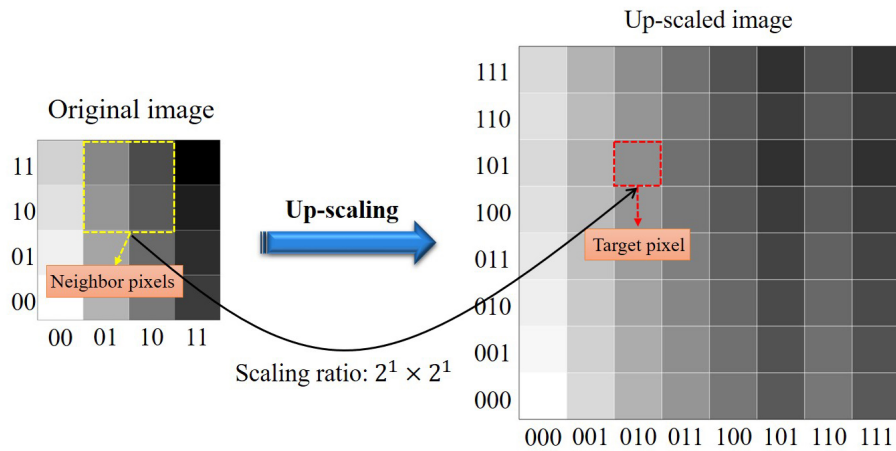 Original image
11
10
01
00
Neighbor pixels
00 01 10 11
Up-scaling
Scaling ratio: 2¹ × 2¹
Up-scaled image
111
110
101
100
011
010
001
000
Target pixel
000 001 010 011 100 101 110 111